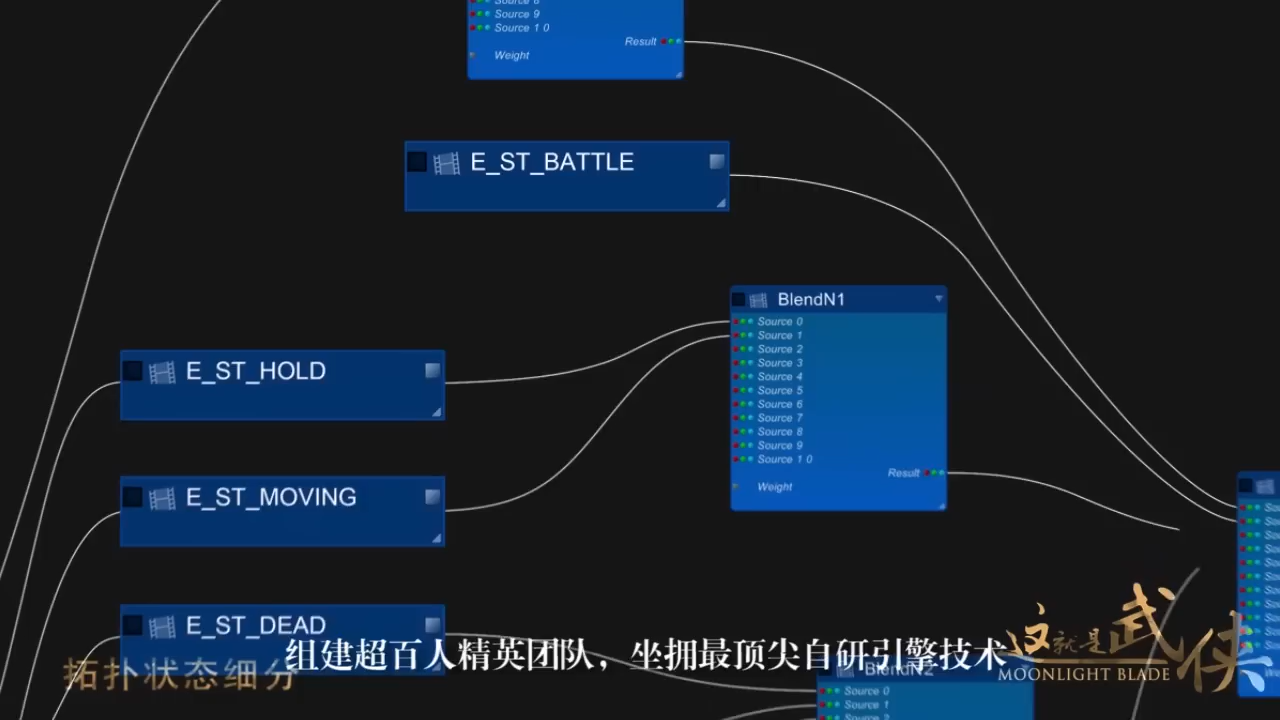 Source 8
Source 9
Source 1 0
Result
Weight
E_ST_BATTLE
BlendN1
Source 0
Source 1
Source 2
Source 3
Source 4
Source 5
Source 6
Source 7
Source 8
Source 9
Source 1 0
Result
Weight
E_ST_HOLD
E_ST_MOVING
E_ST_DEAD
组建超百人精英团队，坐拥最顶尖自研引擎技术
拓扑状态细分
这就是武侠
MOONLIGHT BLADE
BlendN2
Source 0
Source 1